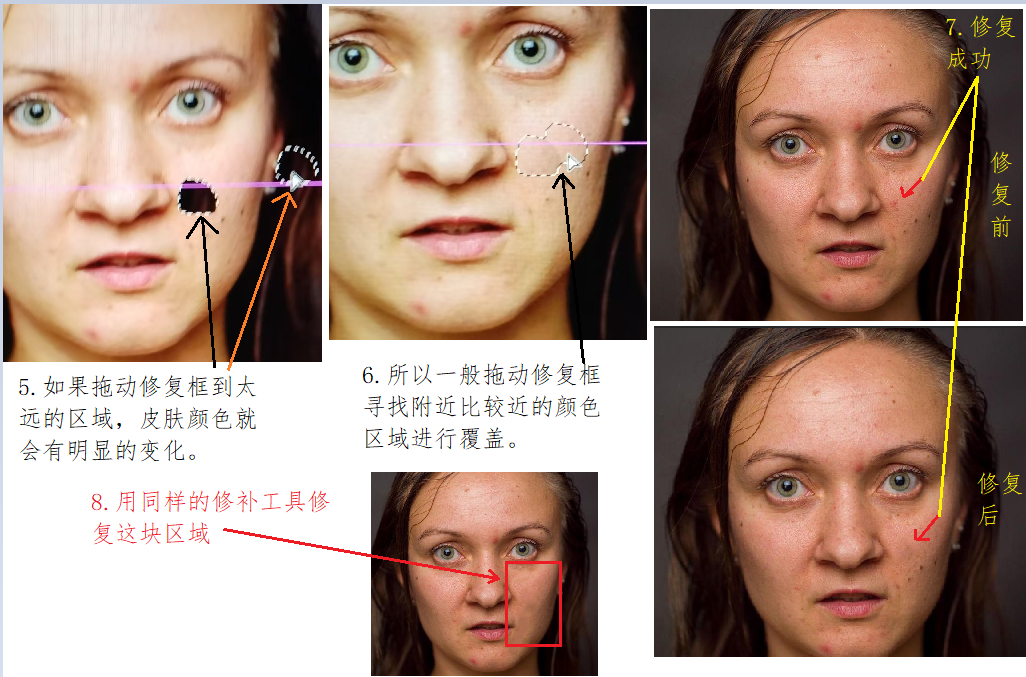 5.如果拖动修复框到太
远的区域，皮肤颜色就
会有明显的变化。
6.所以一般拖动修复框
寻找附近比较近的颜色
区域进行覆盖。
7.修复
成功
修
复
前
修复
后
8.用同样的修补工具修
复这块区域